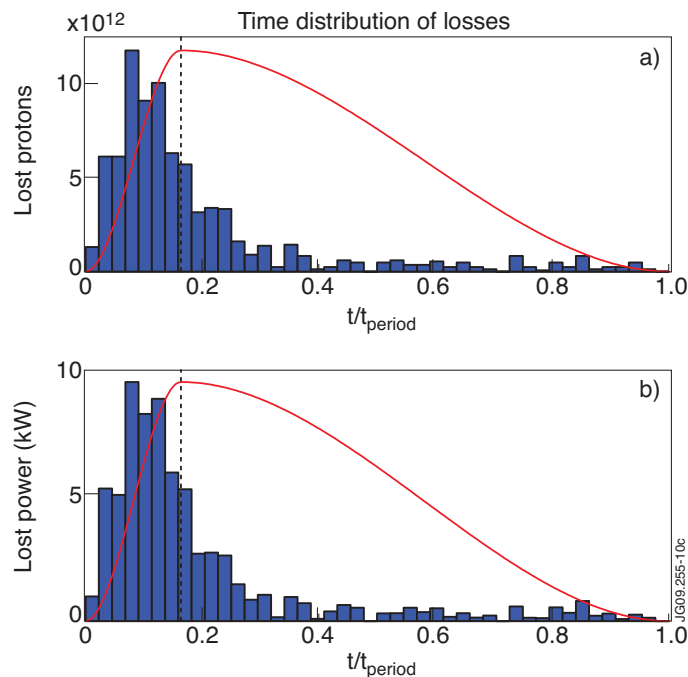 Time distribution of losses
x10¹²
a)
10
5
0
Lost protons
0 0.2 0.4 0.6 0.8 1.0
t/t_period
b)
10
5
0
Lost power (kW)
0 0.2 0.4 0.6 0.8 1.0
t/t_period
JG09.255-10c